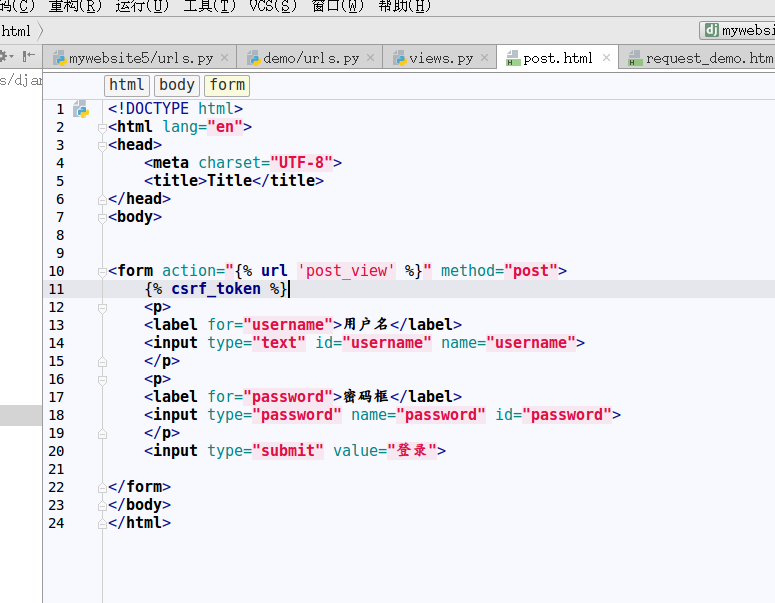 码(C) 重构(R) 运行(U) 工具(T) VCS(S) 窗口(W) 帮助(H)
html
mywebsi
mywebsite5/urls.py demo/urls.py views.py post.html request_demo.htm
s/djan
html body form
1 <!DOCTYPE html>
2 <html lang="en">
3 <head>
4 <meta charset="UTF-8">
5 <title>Title</title>
6 </head>
7 <body>
8
9
10 <form action="{% url 'post_view' %}" method="post">
11 {% csrf_token %}
12 <p>
13 <label for="username">用户名</label>
14 <input type="text" id="username" name="username">
15 </p>
16 <p>
17 <label for="password">密码框</label>
18 <input type="password" name="password" id="password">
19 </p>
20 <input type="submit" value="登录">
21
22 </form>
23 </body>
24 </html>